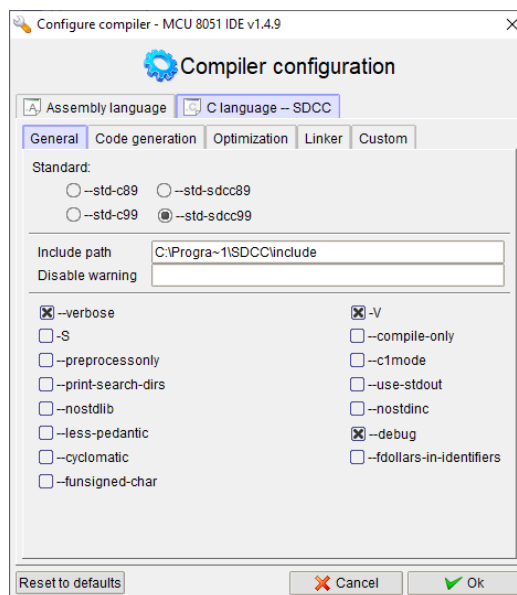 Configure compiler - MCU 8051 IDE v1.4.9
Compiler configuration
Assembly language C language -- SDCC
General Code generation Optimization Linker Custom
Standard:
--std-c89 --std-sdcc89
--std-c99 --std-sdcc99
Include path C:\Progra~1\SDCC\include
Disable warning
--verbose -V
-S --compile-only
--preprocessonly --c1mode
--print-search-dirs --use-stdout
--nostdlib --nostdinc
--less-pedantic --debug
--cyclomatic --fdollars-in-identifiers
--funsigned-char
Reset to defaults Cancel Ok